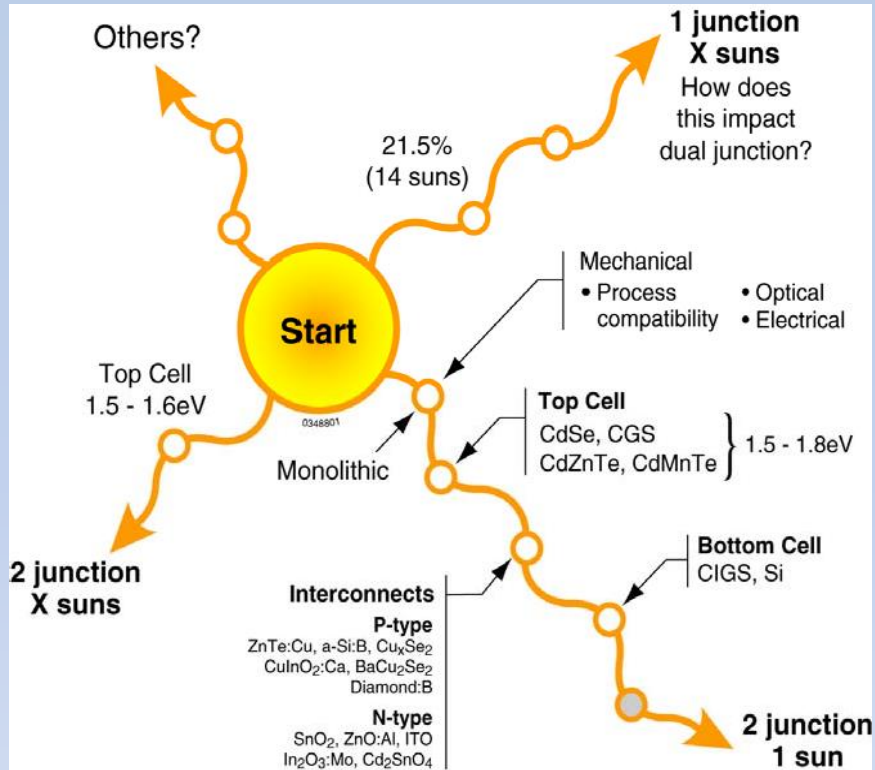 Others?
1 junction
X suns
How does
this impact
dual junction?
21.5%
(14 suns)
Mechanical
• Process
compatibility
• Optical
• Electrical
Start
0348801
Top Cell
1.5 - 1.6eV
Monolithic
Top Cell
CdSe, CGS
CdZnTe, CdMnTe
1.5 - 1.8eV
2 junction
X suns
Bottom Cell
CIGS, Si
Interconnects
P-type
ZnTe:Cu, a-Si:B, CuₓSe₂
CuInO₂:Ca, BaCu₂Se₂
Diamond:B
N-type
SnO₂, ZnO:Al, ITO
In₂O₃:Mo, Cd₂SnO₄
2 junction
1 sun